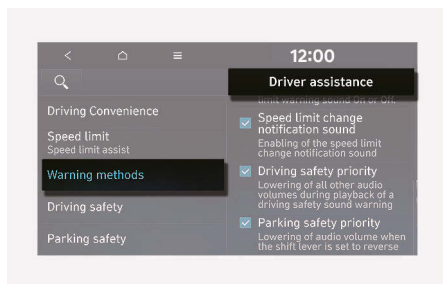 12:00
Driver assistance
Driving Convenience
Speed limit
Speed limit assist
Warning methods
Driving safety
Parking safety
limit warning sound On or Off.
Speed limit change
notification sound
Enabling of the speed limit
change notification sound
Driving safety priority
Lowering of all other audio
volumes during playback of a
driving safety sound warning
Parking safety priority
Lowering of audio volume when
the shift lever is set to reverse